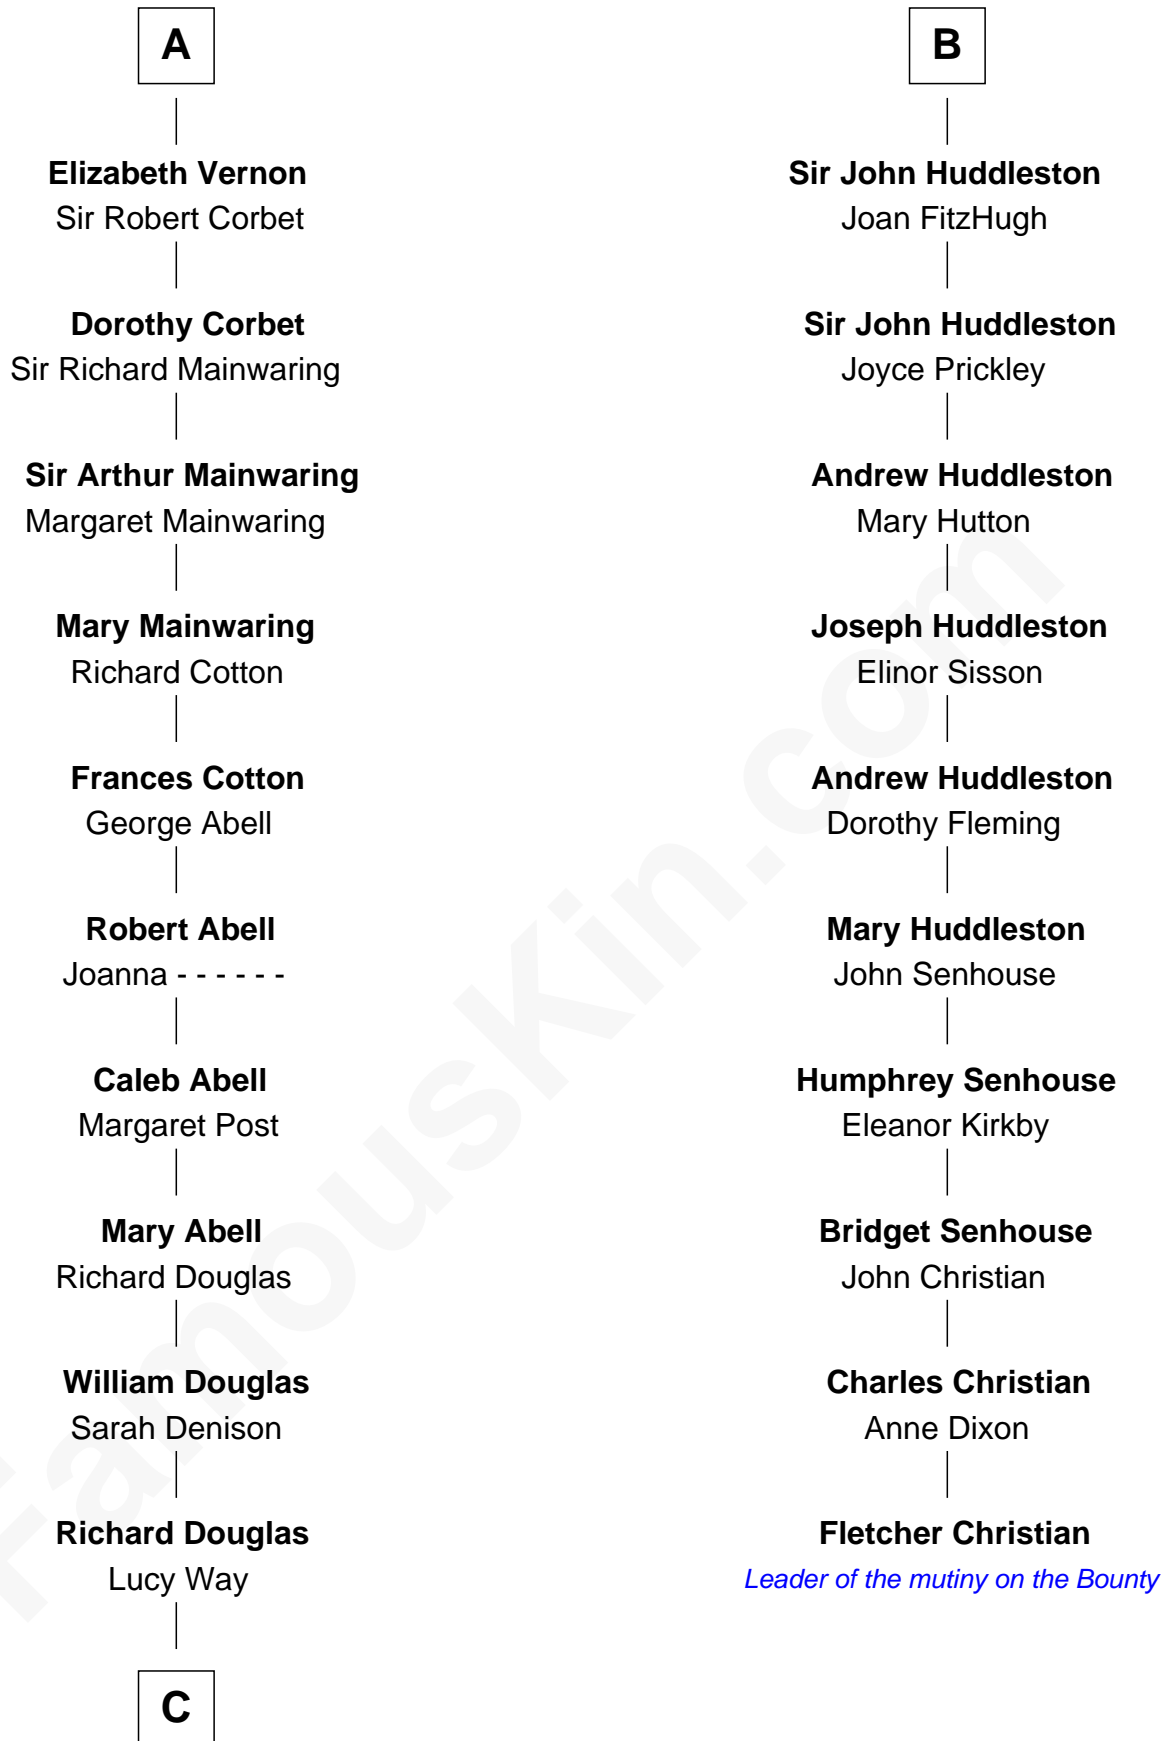 A
Elizabeth Vernon
Sir Robert Corbet
Dorothy Corbet
Sir Richard Mainwaring
Sir Arthur Mainwaring
Margaret Mainwaring
Mary Mainwaring
Richard Cotton
Frances Cotton
George Abell
Robert Abell
Joanna - - - - - -
Caleb Abell
Margaret Post
Mary Abell
Richard Douglas
William Douglas
Sarah Denison
Richard Douglas
Lucy Way
C
B
Sir John Huddleston
Joan FitzHugh
Sir John Huddleston
Joyce Prickley
Andrew Huddleston
Mary Hutton
Joseph Huddleston
Elinor Sisson
Andrew Huddleston
Dorothy Fleming
Mary Huddleston
John Senhouse
Humphrey Senhouse
Eleanor Kirkby
Bridget Senhouse
John Christian
Charles Christian
Anne Dixon
Fletcher Christian
Leader of the mutiny on the Bounty
FamousKin.com